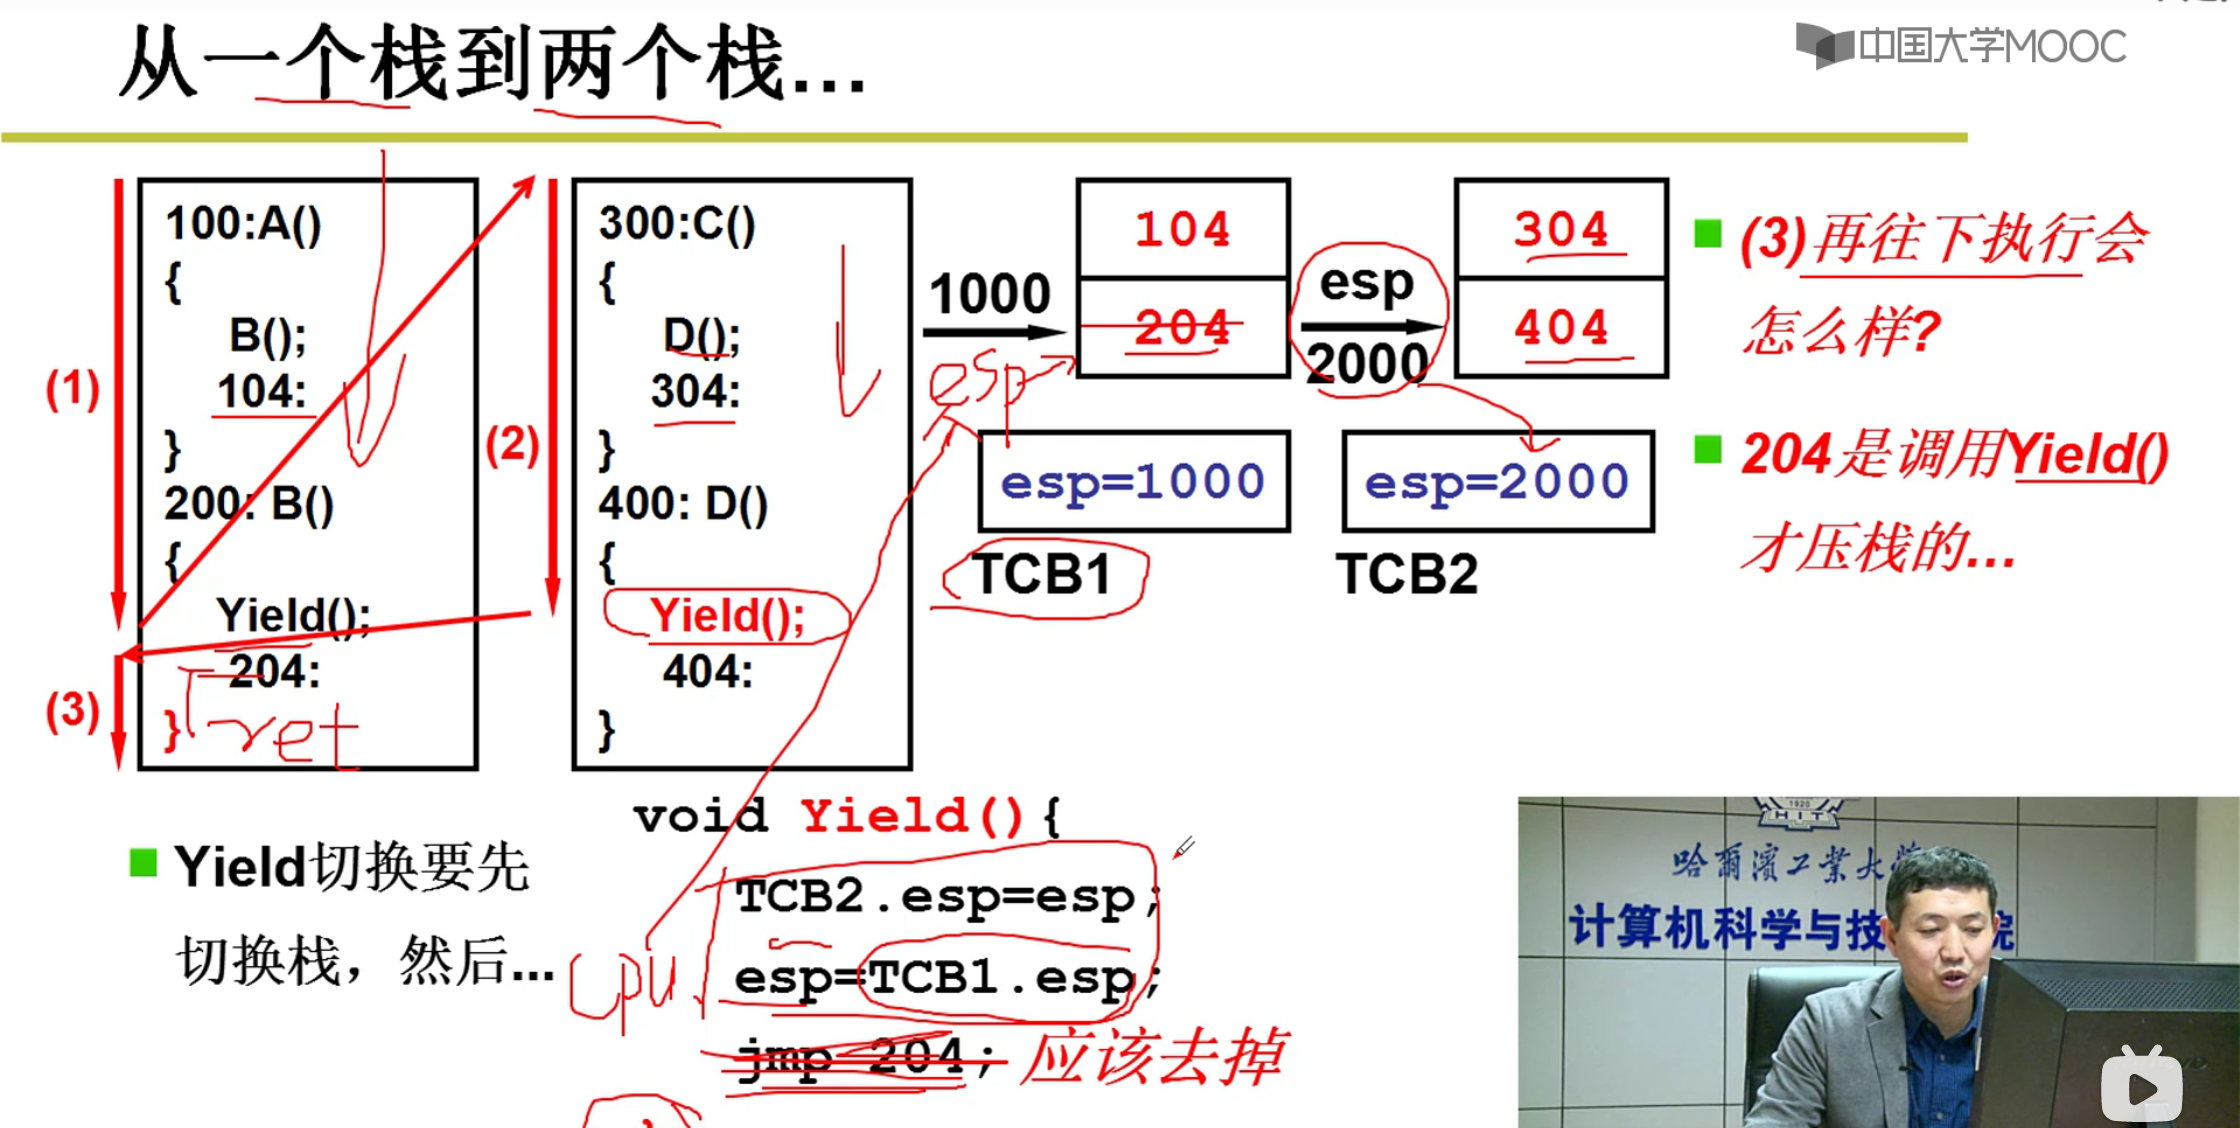 从一个栈到两个栈...
中国大学MOOC
100:A()
{
B();
104:
}
200: B()
{
Yield();
204:
}
ret
(1)
(2)
(3)
300:C()
{
D();
304:
}
400: D()
{
Yield();
404:
}
1000
esp
104
204
esp
2000
304
404
esp=1000
TCB1
esp=2000
TCB2
(3)再往下执行会
怎么样?
204是调用Yield()
才压栈的...
Yield切换要先
切换栈，然后...
void Yield(){
TCB2.esp=esp;
esp=TCB1.esp;
jmp 204; 应该去掉
cpu
1920
HIT
哈爾濱工業大学
计算机科学与技
院